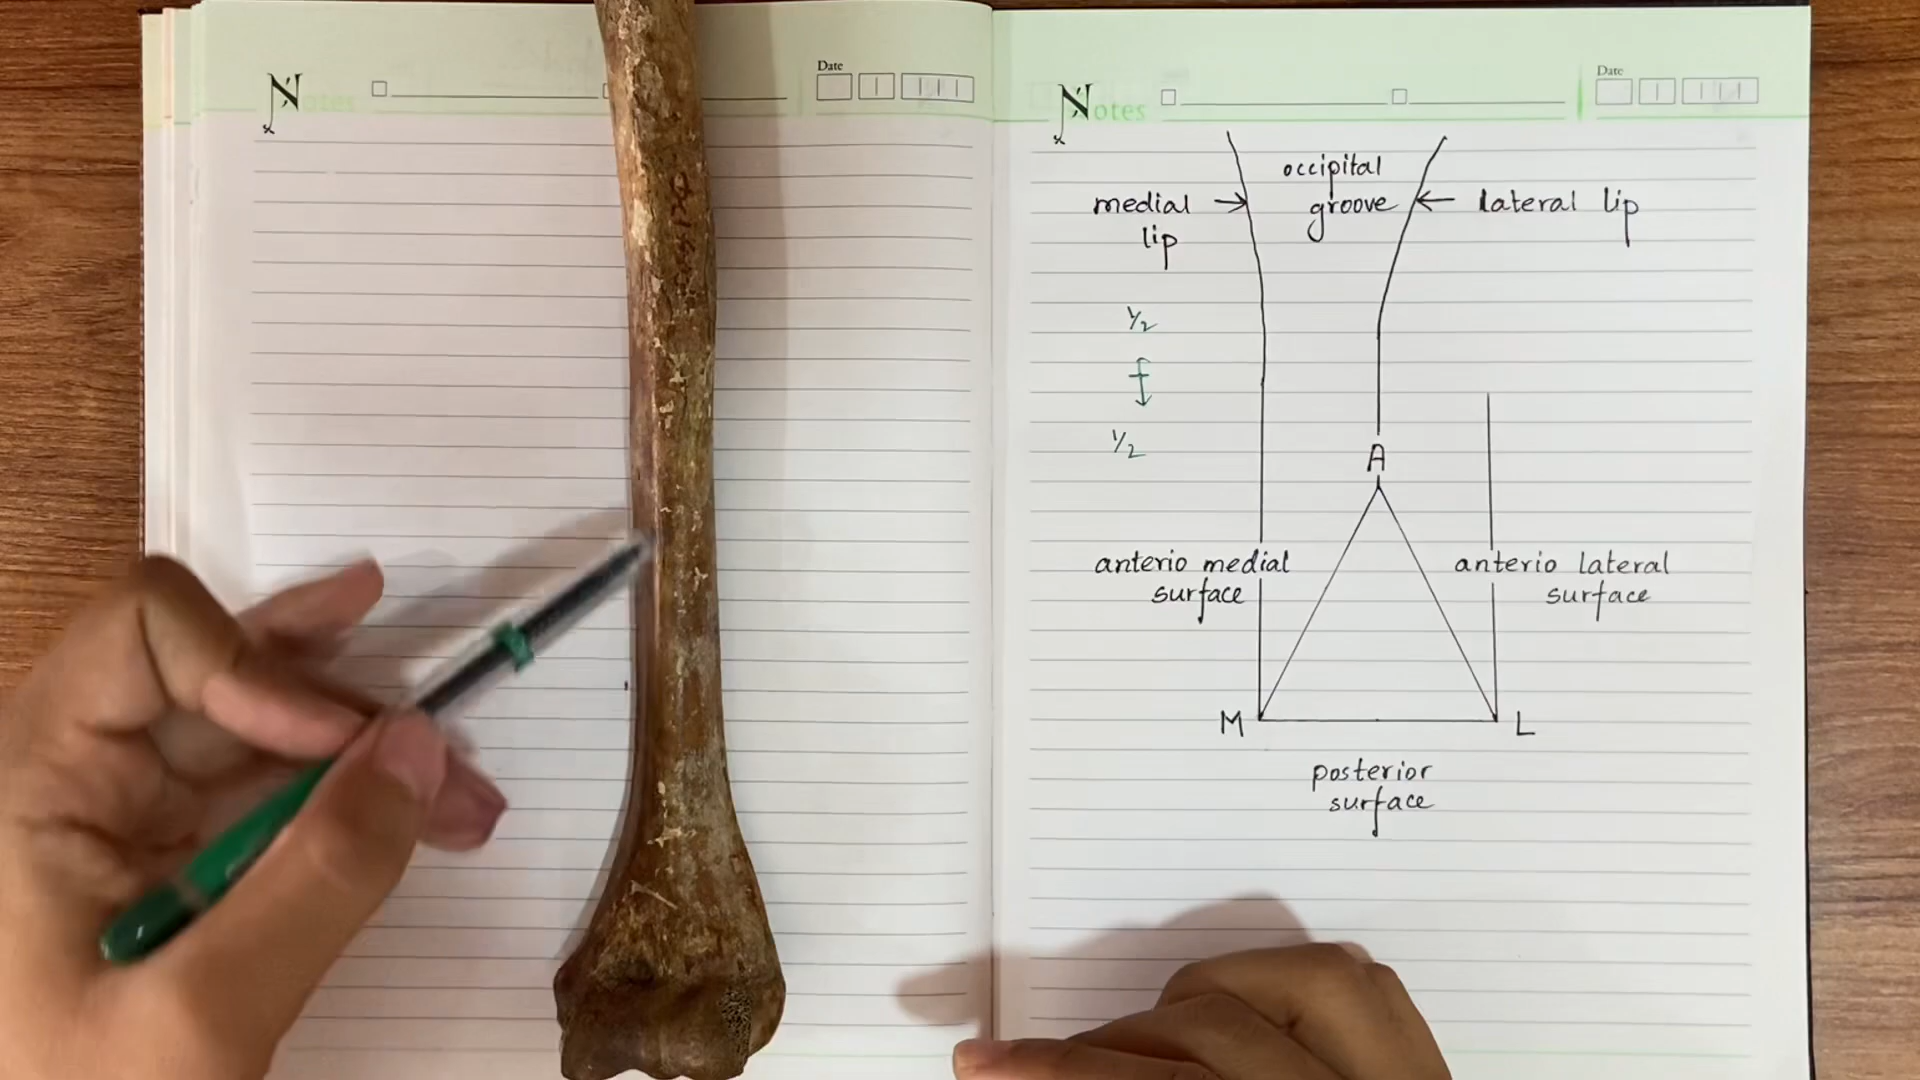 Notes
Date
Notes
Date
occipital
groove
medial
lip
lateral lip
1/2
1/2
A
anterio medial
surface
anterio lateral
surface
M
L
posterior
surface